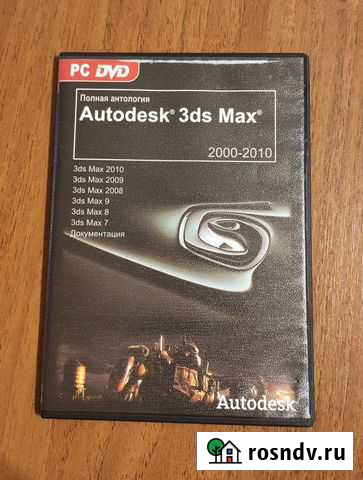 PC DVD
Полная антология
Autodesk® 3ds Max®
2000-2010
3ds Max 2010
3ds Max 2009
3ds Max 2008
3ds Max 9
3ds Max 8
3ds Max 7
Документация
Autodesk
rosndv.ru